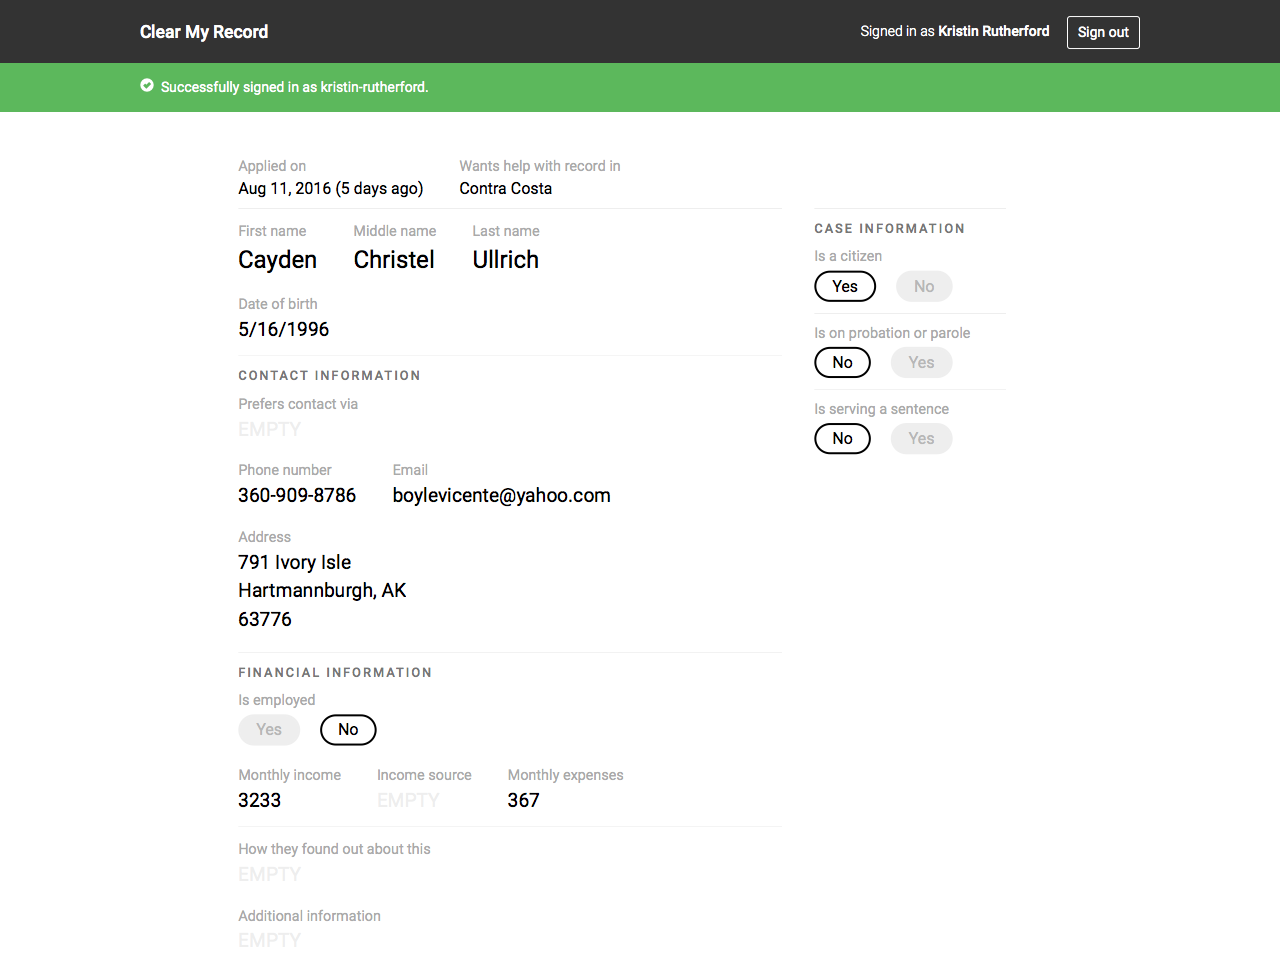 Clear My Record
Signed in as Kristin Rutherford
Sign out
Successfully signed in as kristin-rutherford.
Applied on
Aug 11, 2016 (5 days ago)
Wants help with record in
Contra Costa
First name
Cayden
Middle name
Christel
Last name
Ullrich
Date of birth
5/16/1996
CONTACT INFORMATION
Prefers contact via
EMPTY
Phone number
360-909-8786
Email
boylevicente@yahoo.com
Address
791 Ivory Isle
Hartmannburgh, AK
63776
FINANCIAL INFORMATION
Is employed
Yes No
Monthly income
3233
Income source
EMPTY
Monthly expenses
367
How they found out about this
EMPTY
Additional information
EMPTY
CASE INFORMATION
Is a citizen
Yes No
Is on probation or parole
No Yes
Is serving a sentence
No Yes